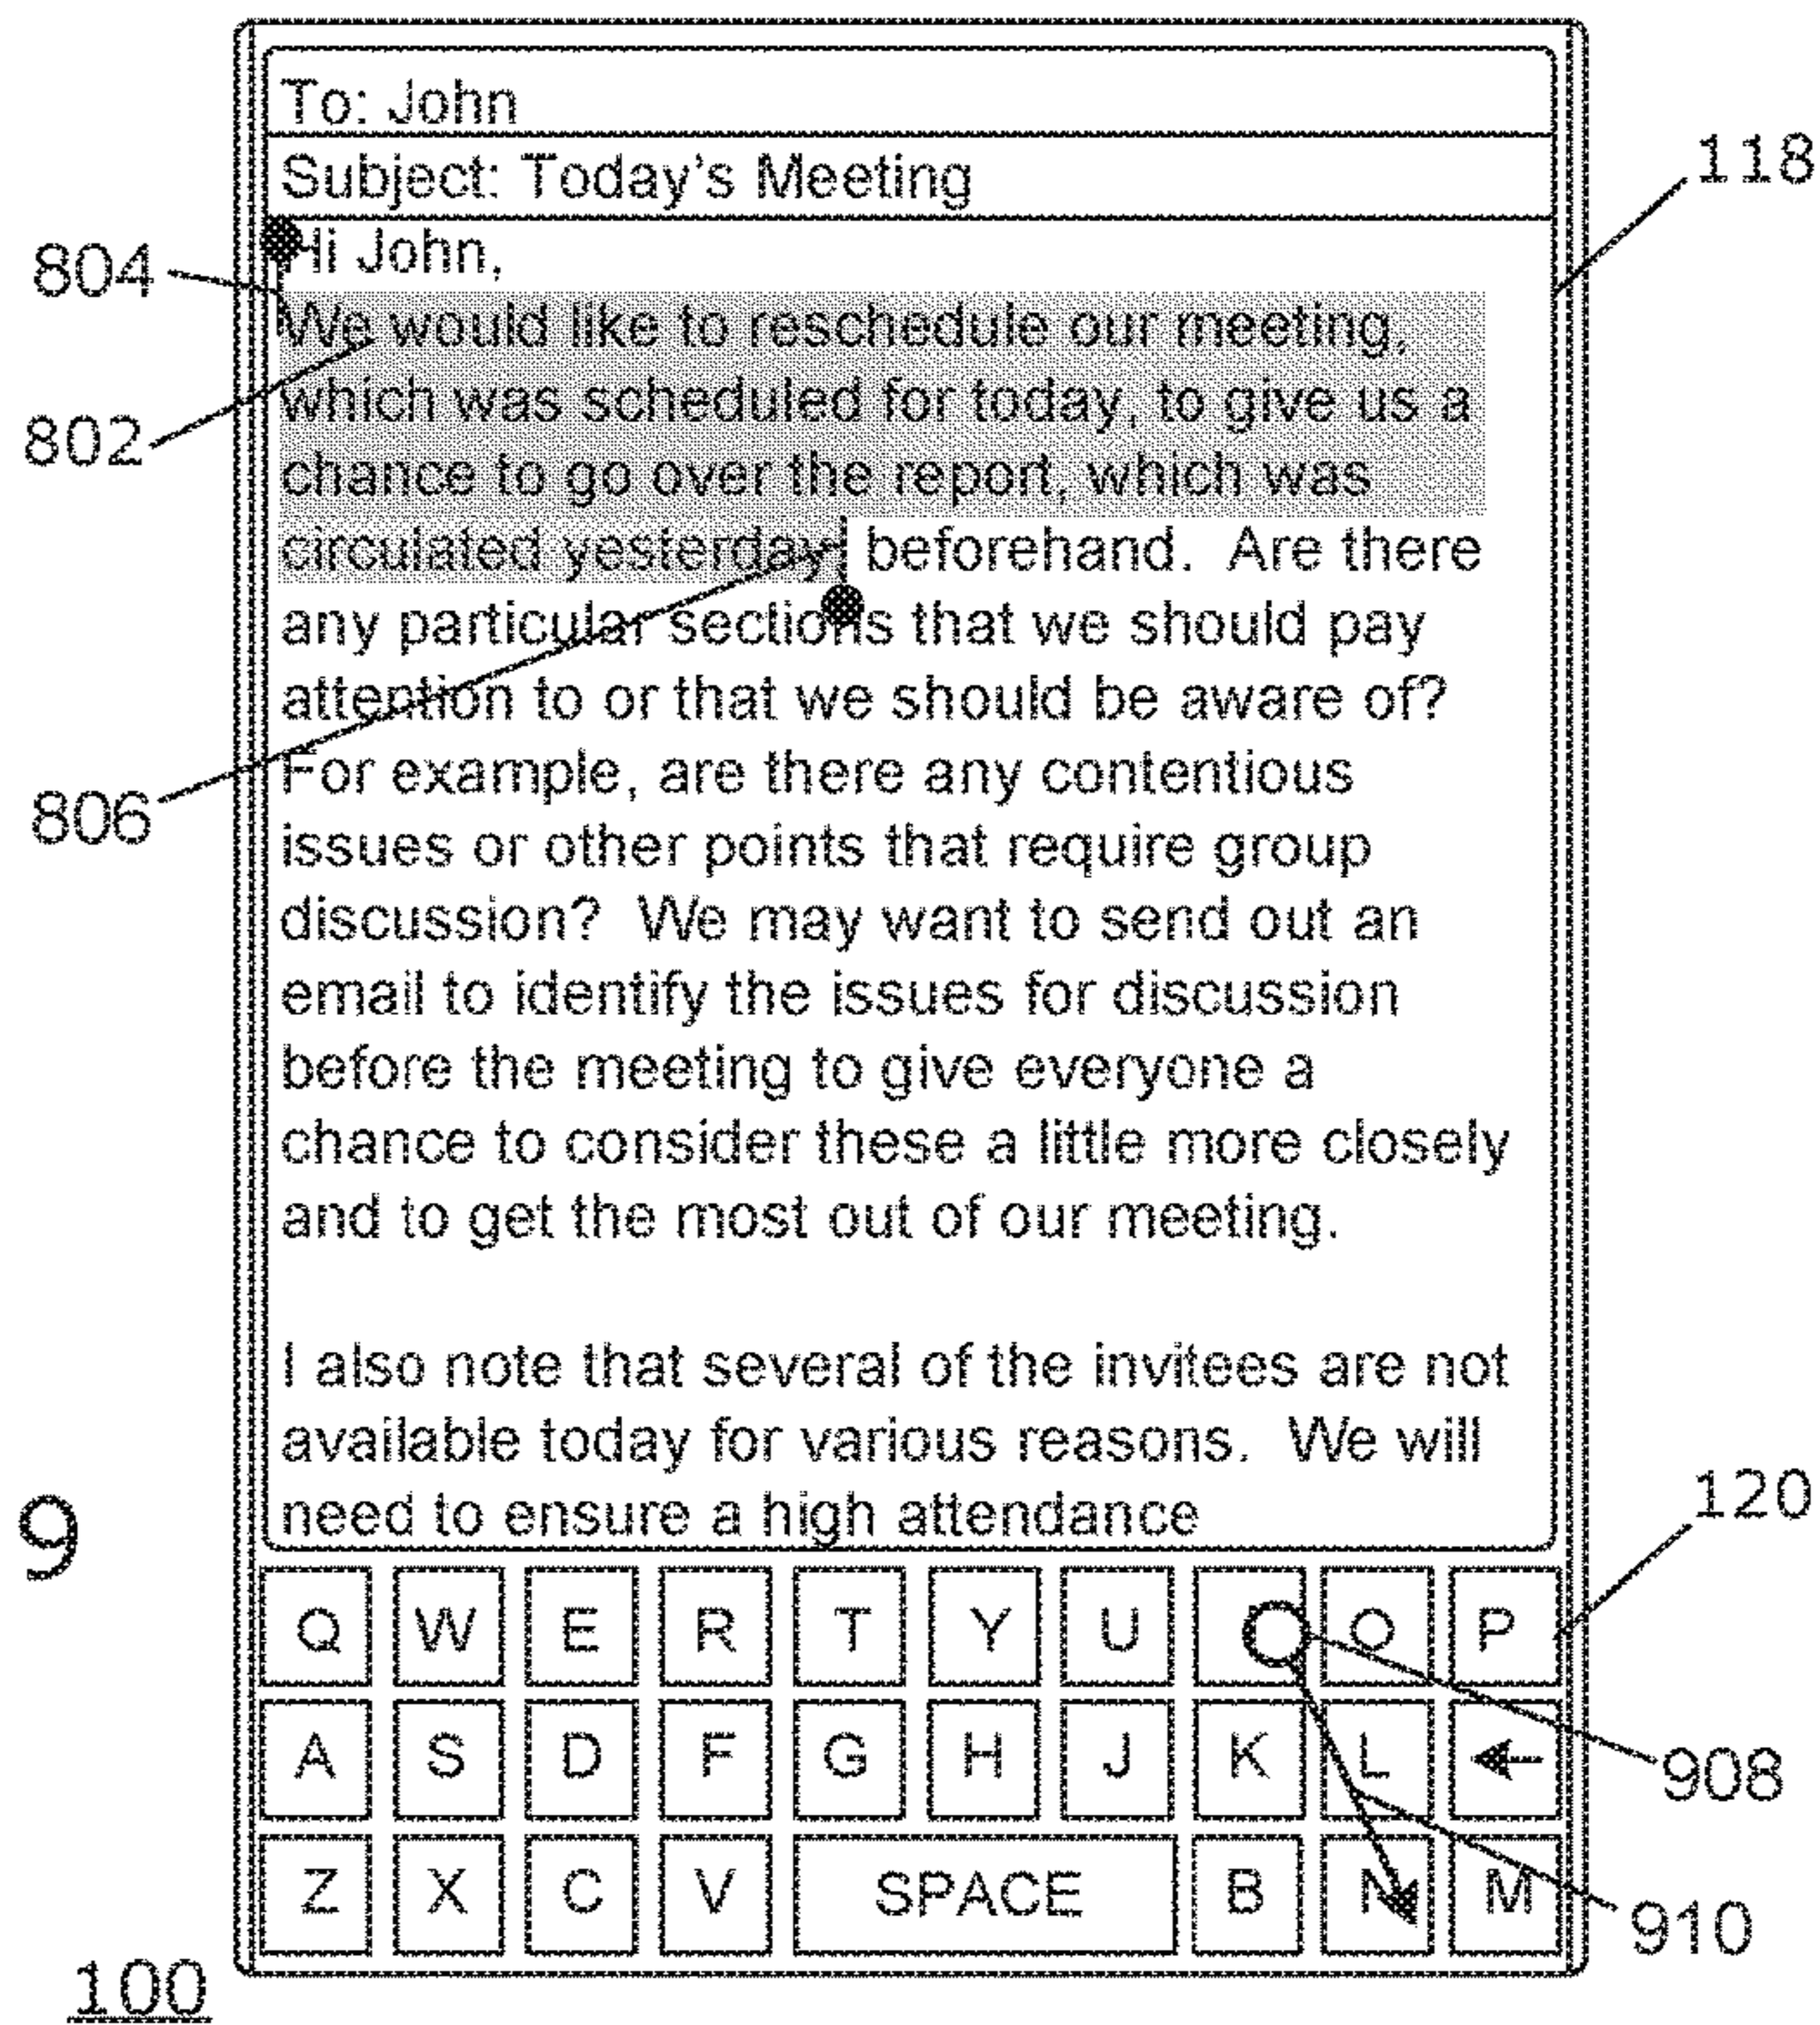 To: John
Subject: Today's Meeting
118
Hi John,
804
We would like to reschedule our meeting,
which was scheduled for today, to give us a
802
chance to go over the report, which was
circulated yesterday, beforehand. Are there
any particular sections that we should pay
attention to or that we should be aware of?
For example, are there any contentious
806
issues or other points that require group
discussion? We may want to send out an
email to identify the issues for discussion
before the meeting to give everyone a
chance to consider these a little more closely
and to get the most out of our meeting.
I also note that several of the invitees are not
available today for various reasons. We will
120
need to ensure a high attendance
9
Q W E R T Y U O P
A S D F G H J K L
908
Z X C V SPACE B N M
910
100